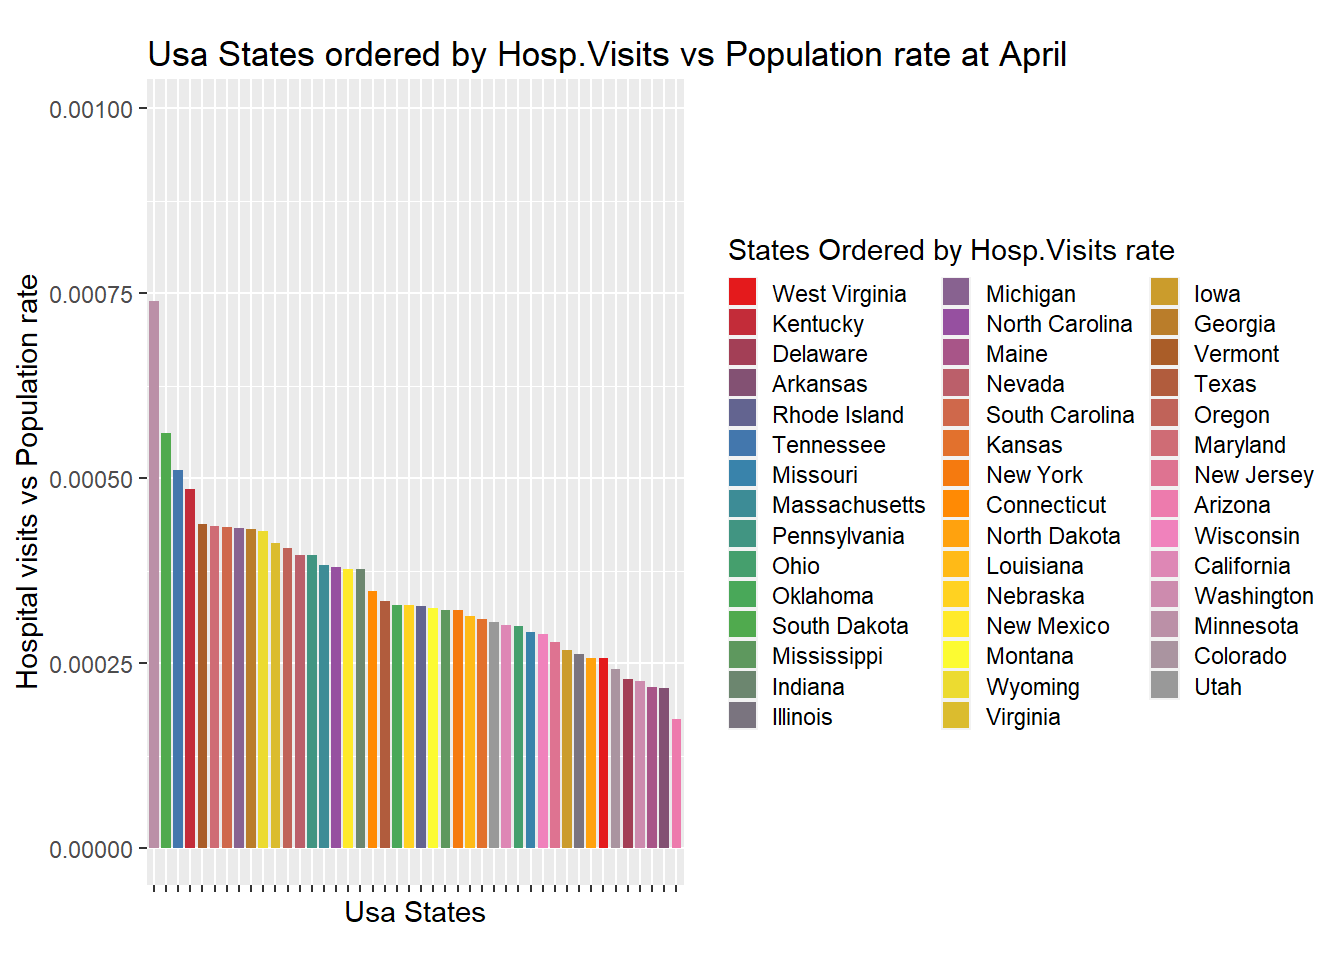 Usa States ordered by Hosp.Visits vs Population rate at April
Hospital visits vs Population rate
0.00100
0.00075
0.00050
0.00025
0.00000
Usa States
States Ordered by Hosp.Visits rate
West Virginia
Kentucky
Delaware
Arkansas
Rhode Island
Tennessee
Missouri
Massachusetts
Pennsylvania
Ohio
Oklahoma
South Dakota
Mississippi
Indiana
Illinois
Michigan
North Carolina
Maine
Nevada
South Carolina
Kansas
New York
Connecticut
North Dakota
Louisiana
Nebraska
New Mexico
Montana
Wyoming
Virginia
Iowa
Georgia
Vermont
Texas
Oregon
Maryland
New Jersey
Arizona
Wisconsin
California
Washington
Minnesota
Colorado
Utah